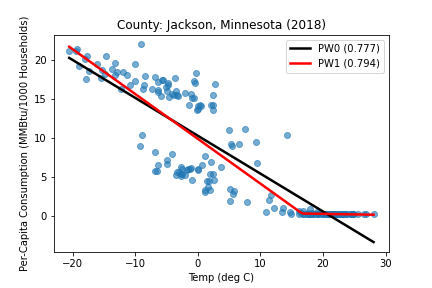 County: Jackson, Minnesota (2018)
PW0 (0.777)
PW1 (0.794)
Per-Capita Consumption (MMBtu/1000 Households)
20
15
10
5
0
−20 −10 0 10 20 30
Temp (deg C)